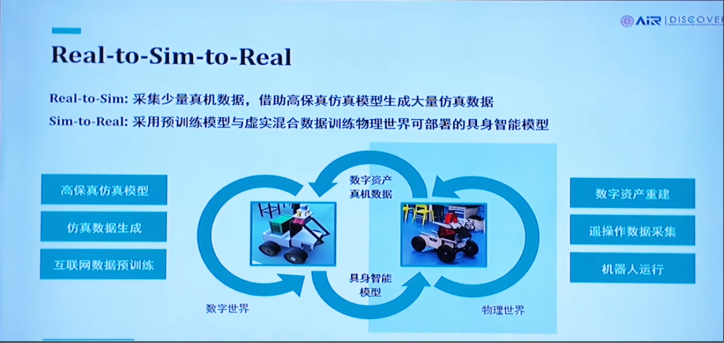 AIR | DISCOVER
Real-to-Sim-to-Real
Real-to-Sim: 采集少量真机数据，借助高保真仿真模型生成大量仿真数据
Sim-to-Real: 采用预训练模型与虚实混合数据训练物理世界可部署的具身智能模型
高保真仿真模型
仿真数据生成
互联网数据预训练
数字资产
真机数据
具身智能
模型
数字世界
物理世界
数字资产重建
遥操作数据采集
机器人运行